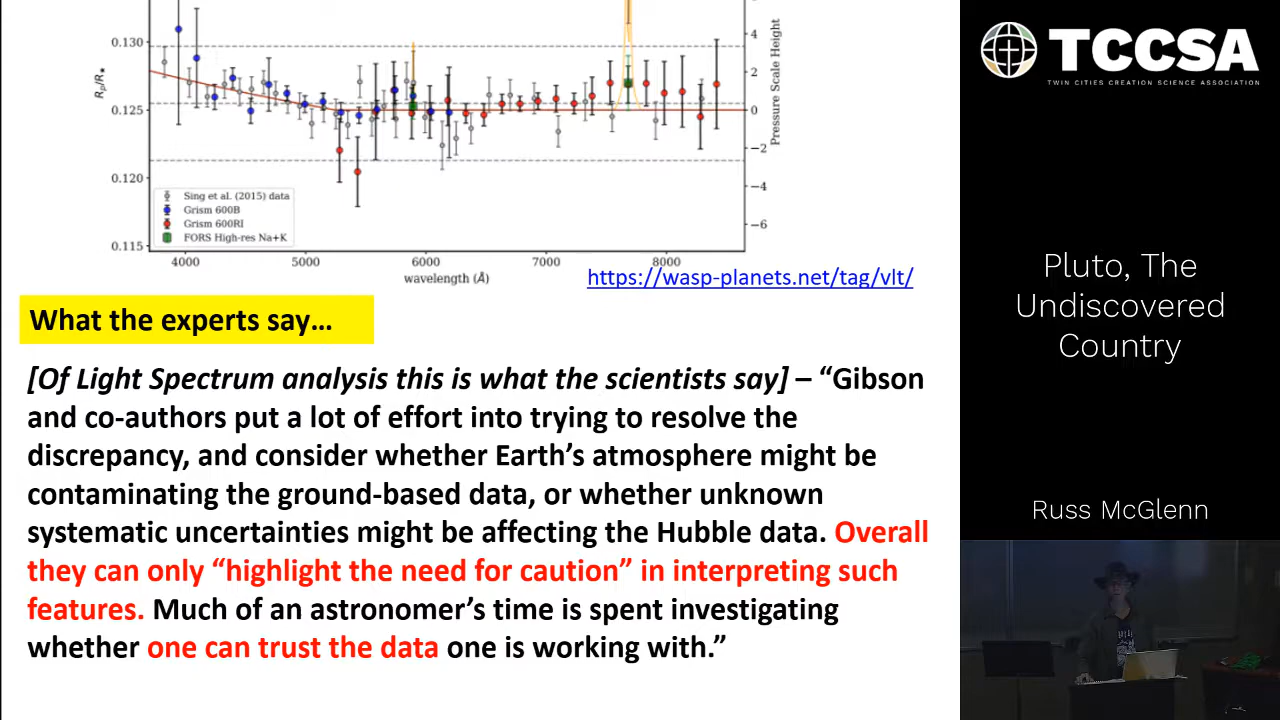 0.130
0.125
0.120
0.115
Rp/R★
4
2
0
−2
−4
−6
Pressure Scale Height
Sing et al. (2015) data
Grism 600B
Grism 600RI
FORS High-res Na+K
4000
5000
6000
7000
8000
wavelength (Å)
https://wasp-planets.net/tag/vlt/
What the experts say…
[Of Light Spectrum analysis this is what the scientists say] – “Gibson
and co-authors put a lot of effort into trying to resolve the
discrepancy, and consider whether Earth’s atmosphere might be
contaminating the ground-based data, or whether unknown
systematic uncertainties might be affecting the Hubble data. Overall
they can only “highlight the need for caution” in interpreting such
features. Much of an astronomer’s time is spent investigating
whether one can trust the data one is working with.”
TCCSA
TWIN CITIES CREATION SCIENCE ASSOCIATION
Pluto, The
Undiscovered
Country
Russ McGlenn